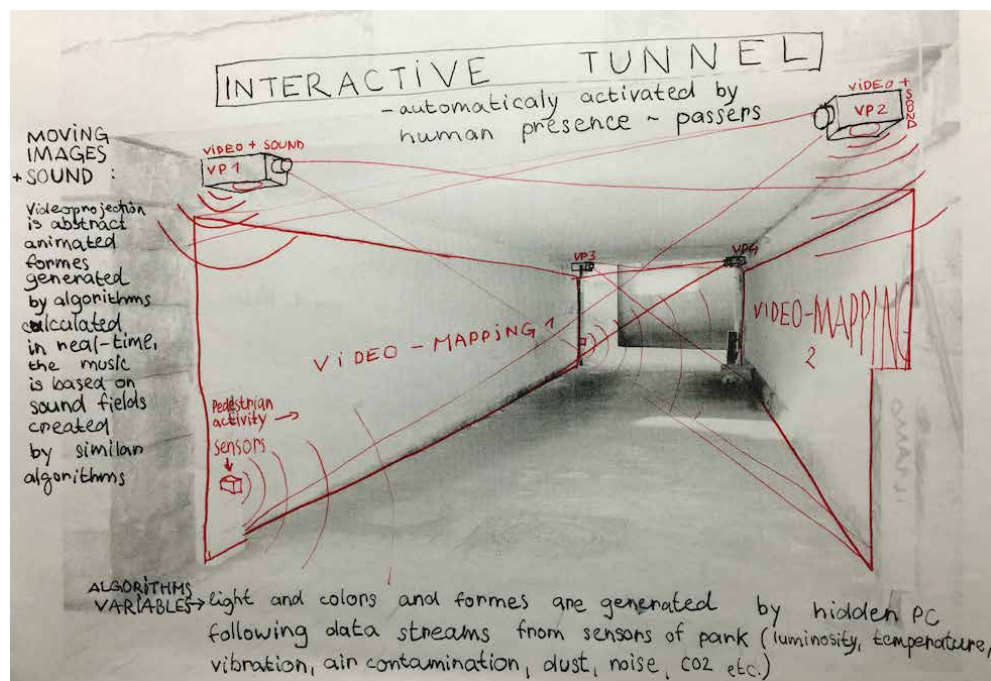 INTERACTIVE TUNNEL
- automaticaly activated by
human presence ~ passers
MOVING
IMAGES
+ SOUND :
Videoprojection
is abstract
animated
formes
generated
by algorithms
calculated
in real-time,
the music
is based on
sound fields
created
by similar
algorithms
ViDEO + SOUND
VP1
ViDEO + SOUND
VP2
VP3
VP4
ViDEO - MAPPiNG 1
ViDEO-MAPPING
2
Pedestrian
activity →
sensors
ALGORITHMS
VARIABLES → light and colors and formes are generated by hidden PC
following data streams from sensors of park (luminosity, temperature,
vibration, air contamination, dust, noise, CO2 etc.)